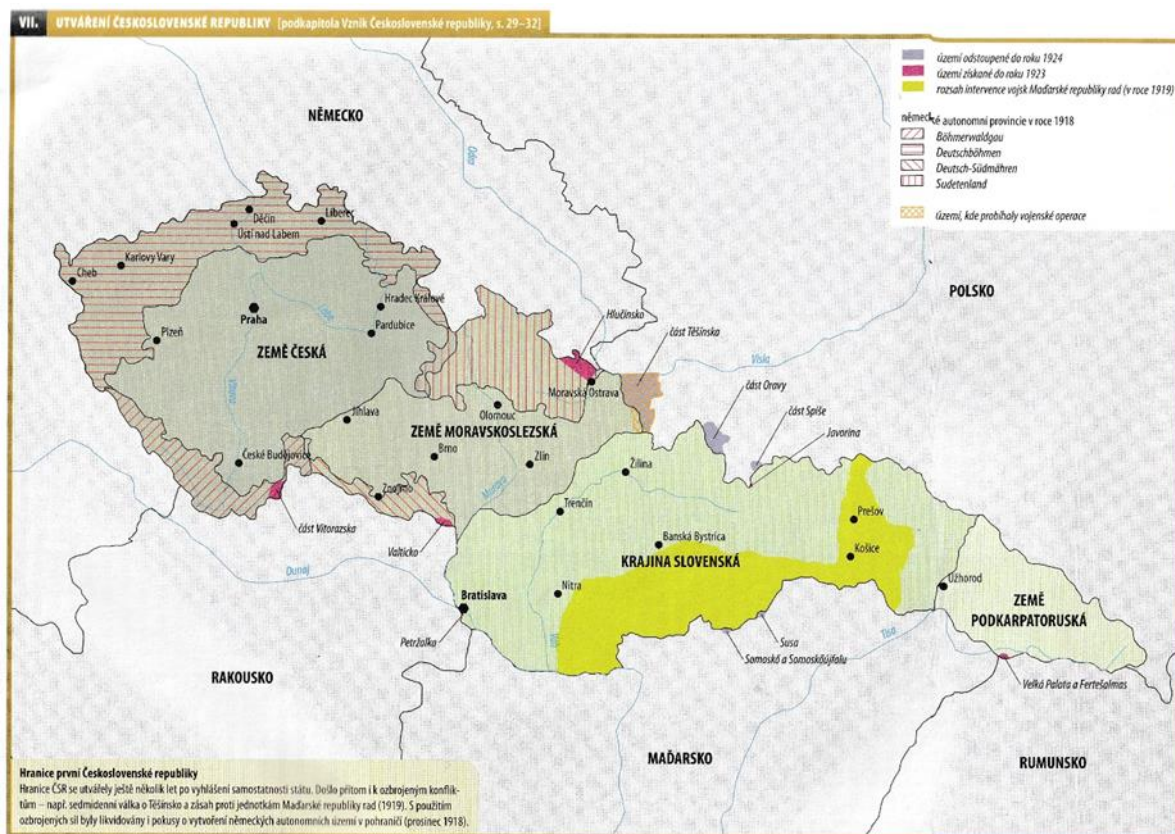 VII. UTVÁŘENÍ ČESKOSLOVENSKÉ REPUBLIKY [podkapitola Vznik Československé republiky, s. 29–32]
území odstoupené do roku 1924
území získané do roku 1923
rozsah intervence vojsk Maďarské republiky rad (v roce 1919)
německé autonomní provincie v roce 1918
Böhmerwaldgau
Deutschböhmen
Deutsch-Südmähren
Sudetenland
území, kde probíhaly vojenské operace
NĚMECKO
Odra
POLSKO
Děčín
Liberec
Ústí nad Labem
Karlovy Vary
Cheb
Hradec Králové
Labe
Praha
Pardubice
Plzeň
ZEMĚ ČESKÁ
Vltava
Hlučínsko
část Těšínska
Visla
Moravská Ostrava
část Oravy
část Spiše
Javorina
Jihlava
Olomouc
ZEMĚ MORAVSKOSLEZSKÁ
Brno
Zlín
České Budějovice
Morava
Žilina
Znojmo
část Vitorazska
Valticko
Trenčín
Prešov
Banská Bystrica
Košice
KRAJINA SLOVENSKÁ
Dunaj
Nitra
Užhorod
Bratislava
ZEMĚ
PODKARPATORUSKÁ
Petržalka
Váh
Susa
Tisa
Somoskő a Somoskőújfalu
RAKOUSKO
Velká Palota a Fertešalmas
MAĎARSKO
RUMUNSKO
Hranice první Československé republiky
Hranice ČSR se utvářely ještě několik let po vyhlášení samostatnosti státu. Došlo přitom i k ozbrojeným konflik-
tům – např. sedmidenní válka o Těšínsko a zásah proti jednotkám Maďarské republiky rad (1919). S použitím
ozbrojených sil byly likvidovány i pokusy o vytvoření německých autonomních území v pohraničí (prosinec 1918).